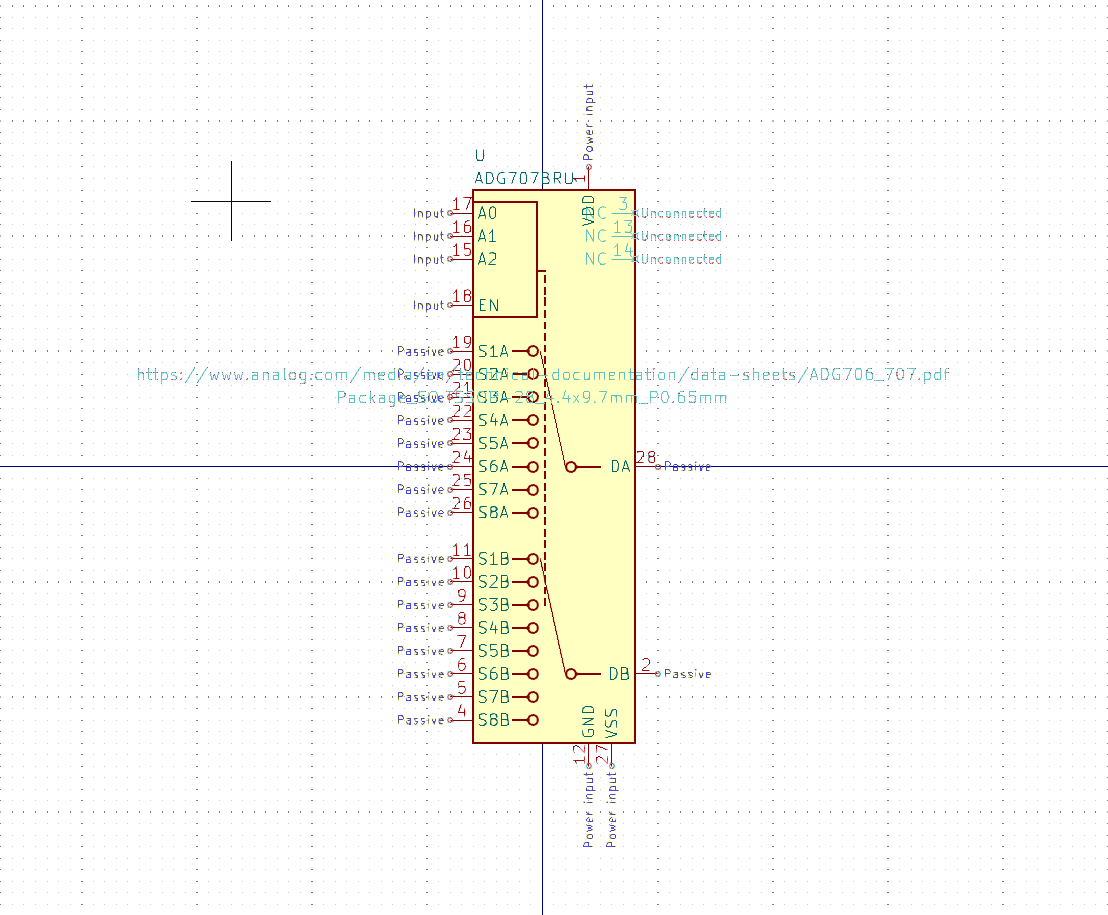 Power input
U
ADG707BRU
1
VDD
Input 17 A0
NC 3 Unconnected
Input 16 A1
NC 13 Unconnected
Input 15 A2
NC 14 Unconnected
Input 18 EN
Passive 19 S1A
Passive 20 S2A
https://www.analog.com/media/en/technical-documentation/data-sheets/ADG706_707.pdf
Passive 21 S3A
Package_SO:TSSOP-28_4.4x9.7mm_P0.65mm
Passive 22 S4A
Passive 23 S5A
Passive 24 S6A
DA 28 Passive
Passive 25 S7A
Passive 26 S8A
Passive 11 S1B
Passive 10 S2B
Passive 9 S3B
Passive 8 S4B
Passive 7 S5B
Passive 6 S6B
DB 2 Passive
Passive 5 S7B
Passive 4 S8B
GND
VSS
12
27
Power input
Power input